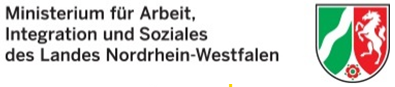 Ministerium für Arbeit,
Integration und Soziales
des Landes Nordrhein-Westfalen